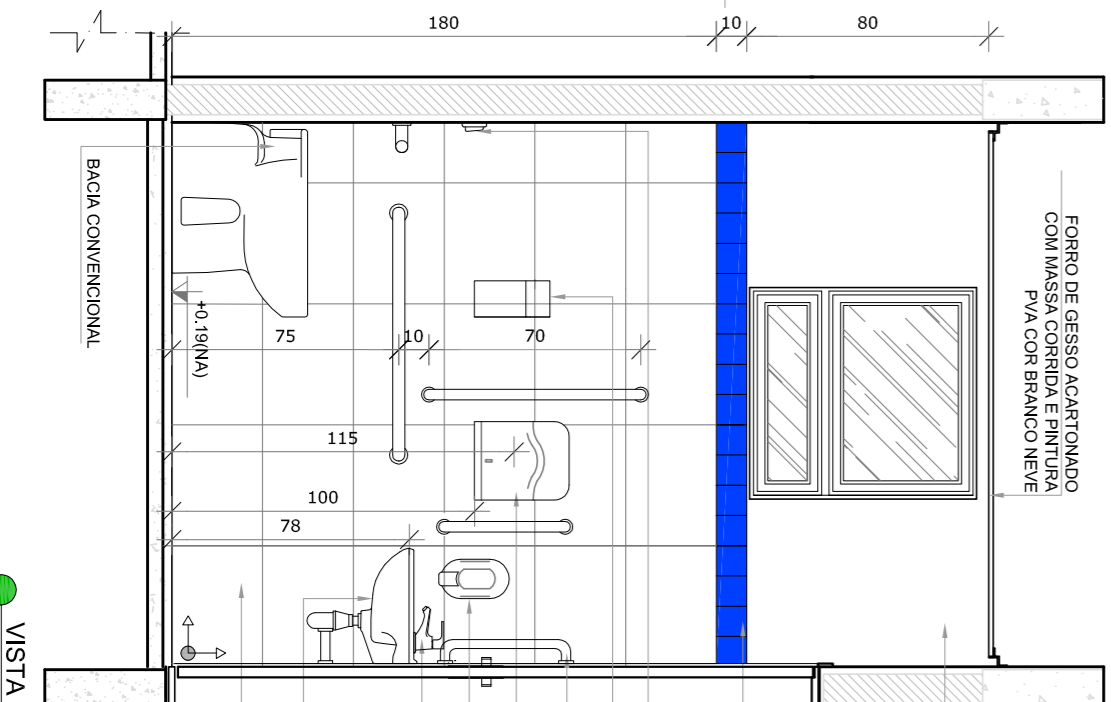 180
10
80
BACIA CONVENCIONAL
+0.19(NA)
FORRO DE GESSO ACARTONADO
COM MASSA CORRIDA E PINTURA
PVA COR BRANCO NEVE
75
10
70
115
100
78
VISTA